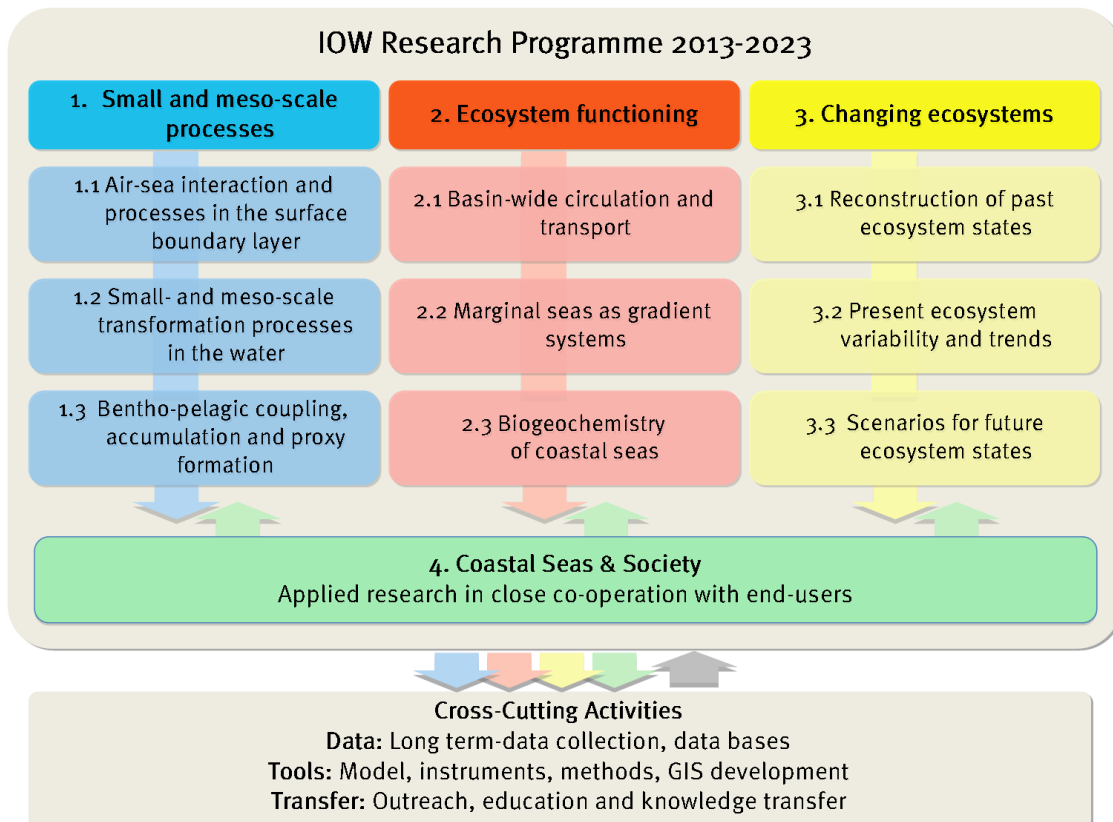 IOW Research Programme 2013-2023
1. Small and meso-scale
processes
1.1 Air-sea interaction and
processes in the surface
boundary layer
1.2 Small- and meso-scale
transformation processes
in the water
1.3 Bentho-pelagic coupling,
accumulation and proxy
formation
2. Ecosystem functioning
2.1 Basin-wide circulation and
transport
2.2 Marginal seas as gradient
systems
2.3 Biogeochemistry
of coastal seas
3. Changing ecosystems
3.1 Reconstruction of past
ecosystem states
3.2 Present ecosystem
variability and trends
3.3 Scenarios for future
ecosystem states
4. Coastal Seas & Society
Applied research in close co-operation with end-users
Cross-Cutting Activities
Data: Long term-data collection, data bases
Tools: Model, instruments, methods, GIS development
Transfer: Outreach, education and knowledge transfer